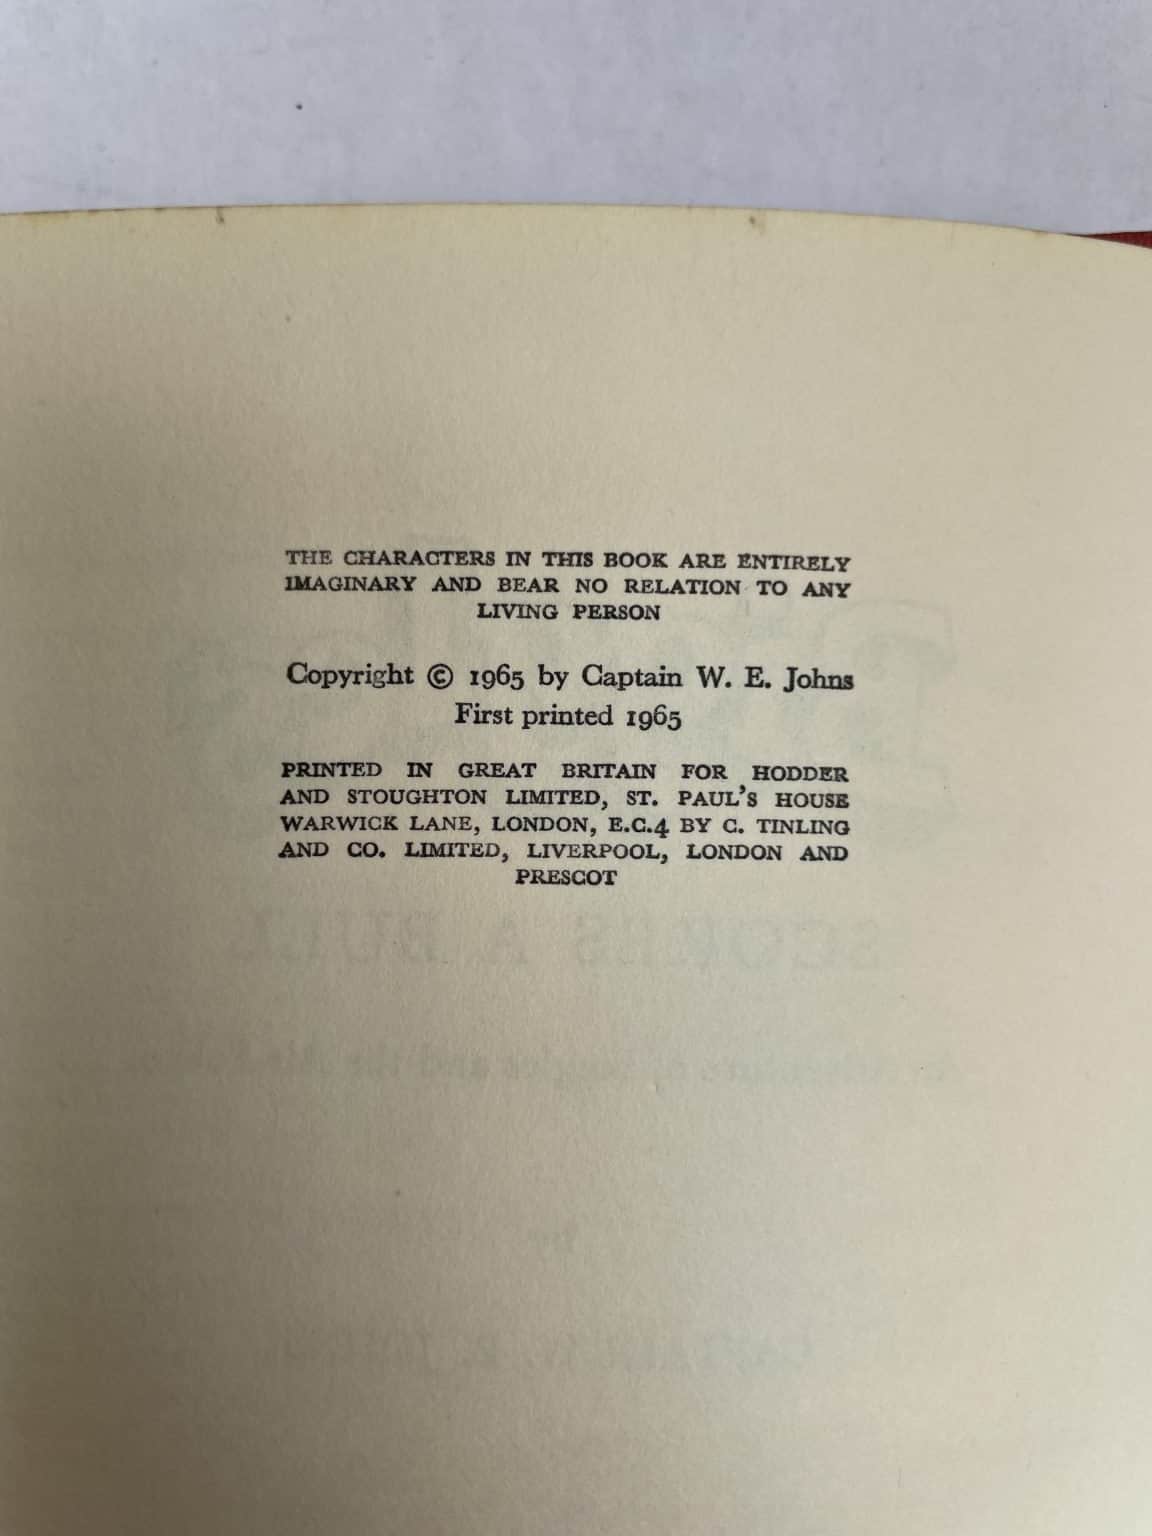 THE CHARACTERS IN THIS BOOK ARE ENTIRELY
IMAGINARY AND BEAR NO RELATION TO ANY
LIVING PERSON
Copyright © 1965 by Captain W. E. Johns
First printed 1965
PRINTED IN GREAT BRITAIN FOR HODDER
AND STOUGHTON LIMITED, ST. PAUL'S HOUSE
WARWICK LANE, LONDON, E.C.4 BY C. TINLING
AND CO. LIMITED, LIVERPOOL, LONDON AND
PRESCOT
SCORES A BULL